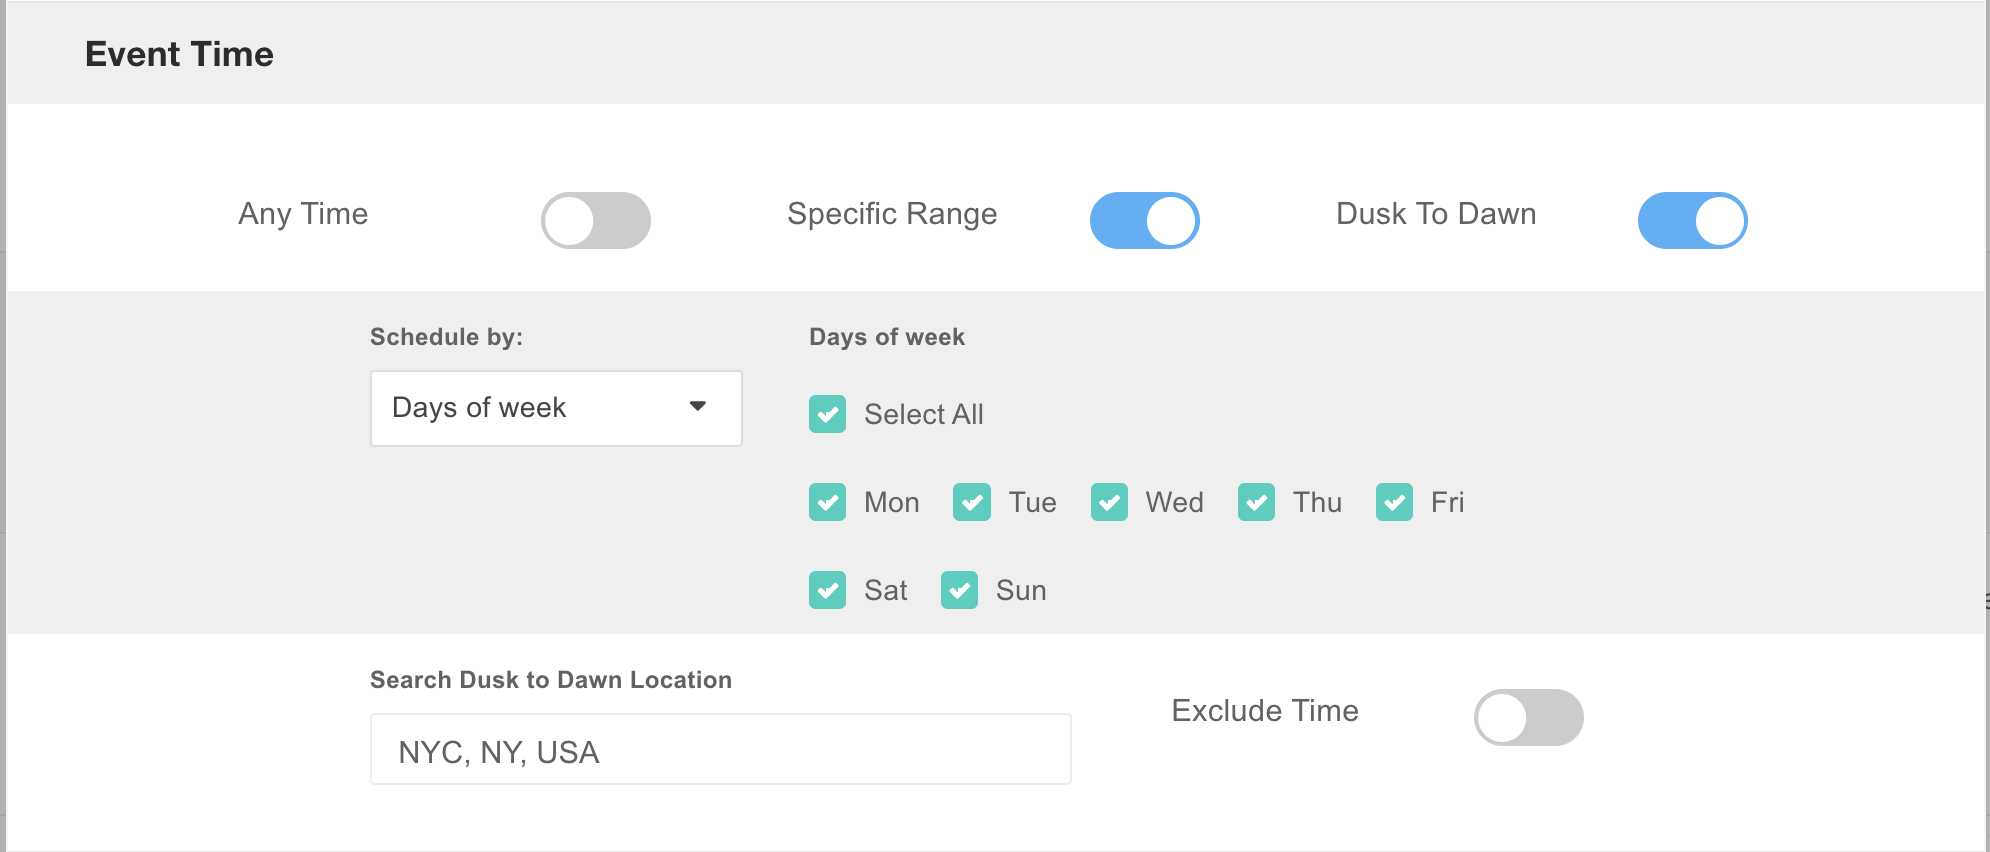 Event Time
Any Time
Specific Range
Dusk To Dawn
Schedule by:
Days of week
Days of week
Select All
Mon Tue Wed Thu Fri
Sat Sun
Search Dusk to Dawn Location
NYC, NY, USA
Exclude Time